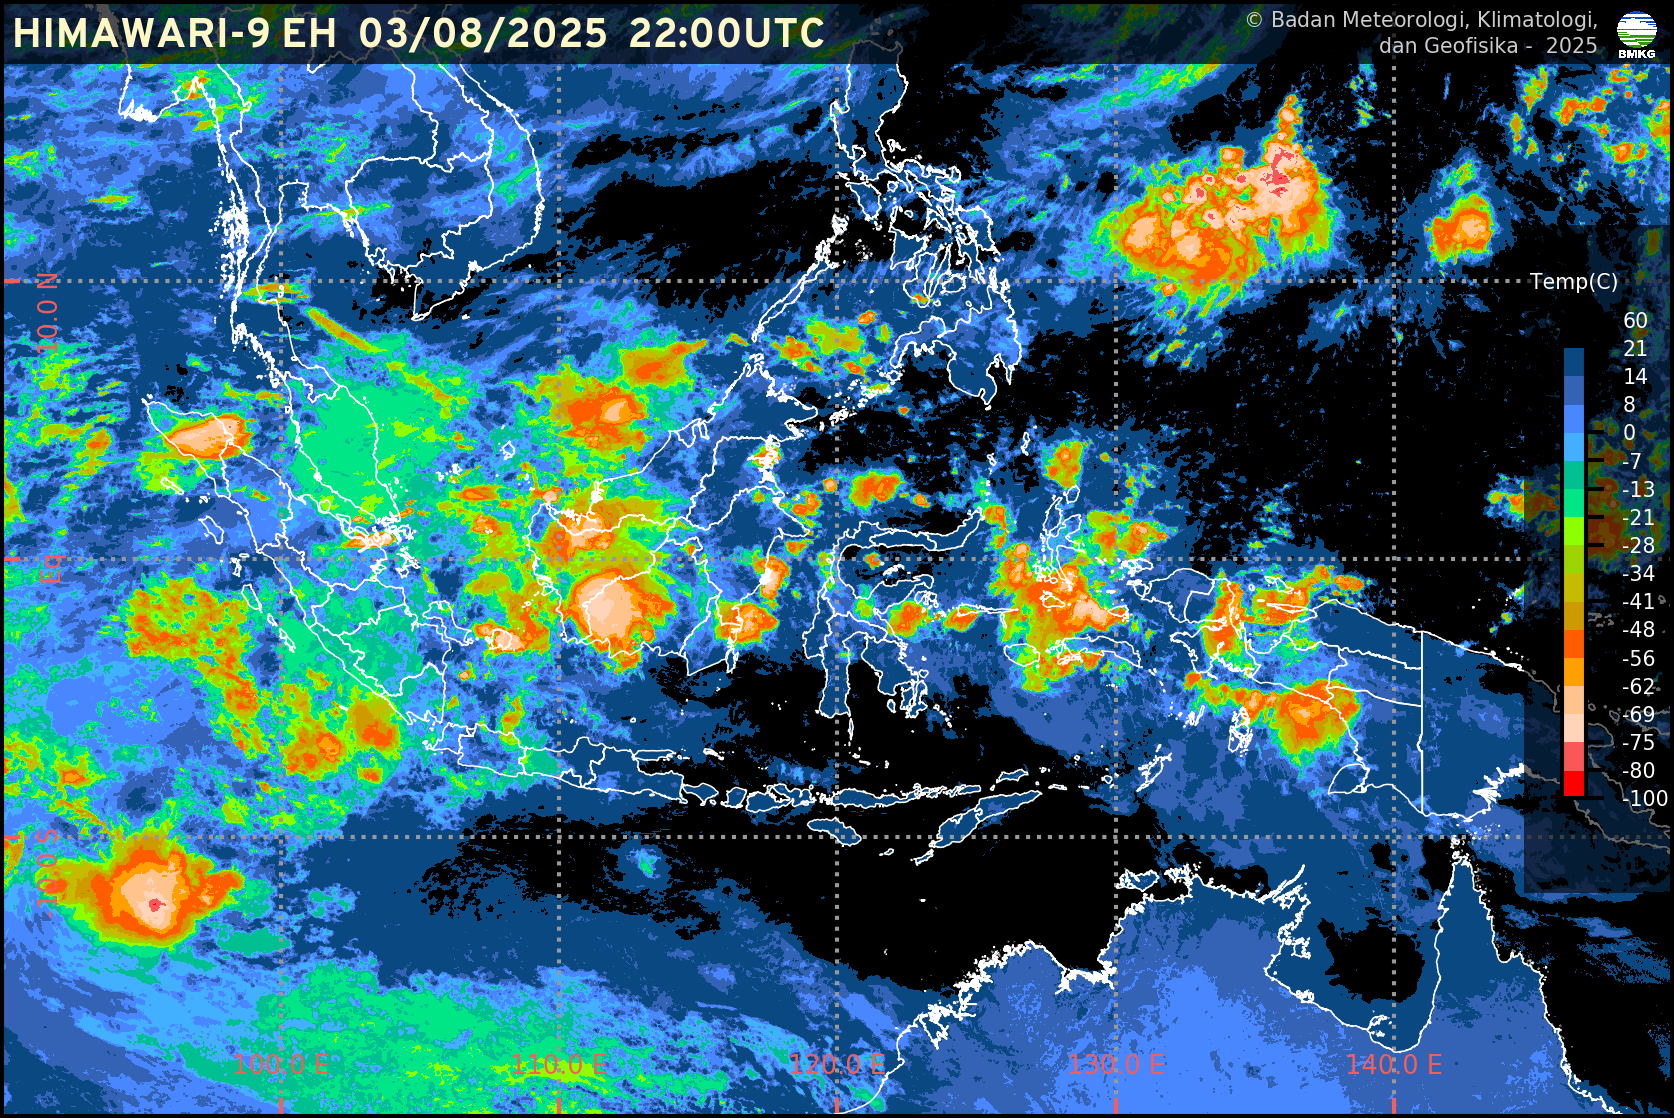 HIMAWARI-9 EH 03/08/2025 22:00UTC
© Badan Meteorologi, Klimatologi,
dan Geofisika - 2025
BMKG
Temp(C)
60
21
14
8
0
-7
-13
-21
-28
-34
-41
-48
-56
-62
-69
-75
-80
-100
10.0 N
Eq
-10.0 S
100.0 E
110.0 E
120.0 E
130.0 E
140.0 E